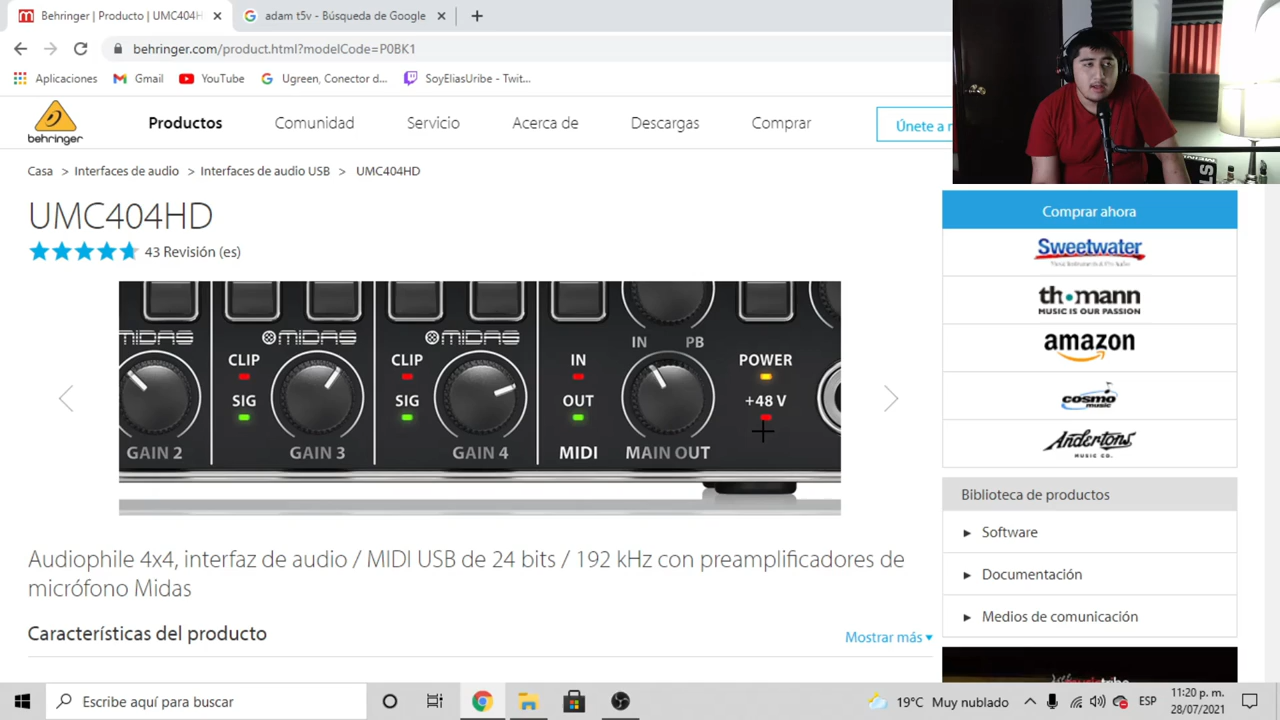 Behringer | Producto | UMC404H
adam t5v - Búsqueda de Google
behringer.com/product.html?modelCode=P0BK1
Aplicaciones
Gmail
YouTube
Ugreen, Conector d...
SoyEliasUribe - Twit...
behringer
Productos
Comunidad
Servicio
Acerca de
Descargas
Comprar
Únete a
Casa > Interfaces de audio > Interfaces de audio USB > UMC404HD
UMC404HD
43 Revisión (es)
MIDAS
MIDAS
MIDAS
IN PB
CLIP
CLIP
IN
POWER
SIG
SIG
OUT
+48 V
GAIN 2
GAIN 3
GAIN 4
MIDI
MAIN OUT
Audiophile 4x4, interfaz de audio / MIDI USB de 24 bits / 192 kHz con preamplificadores de
micrófono Midas
Características del producto
Mostrar más
Comprar ahora
Sweetwater
th•mann
MUSIC IS OUR PASSION
amazon
cosmo
music
Andertons
MUSIC CO.
Biblioteca de productos
Software
Documentación
Medios de comunicación
Escribe aquí para buscar
19°C Muy nublado
ESP
11:20 p. m.
28/07/2021